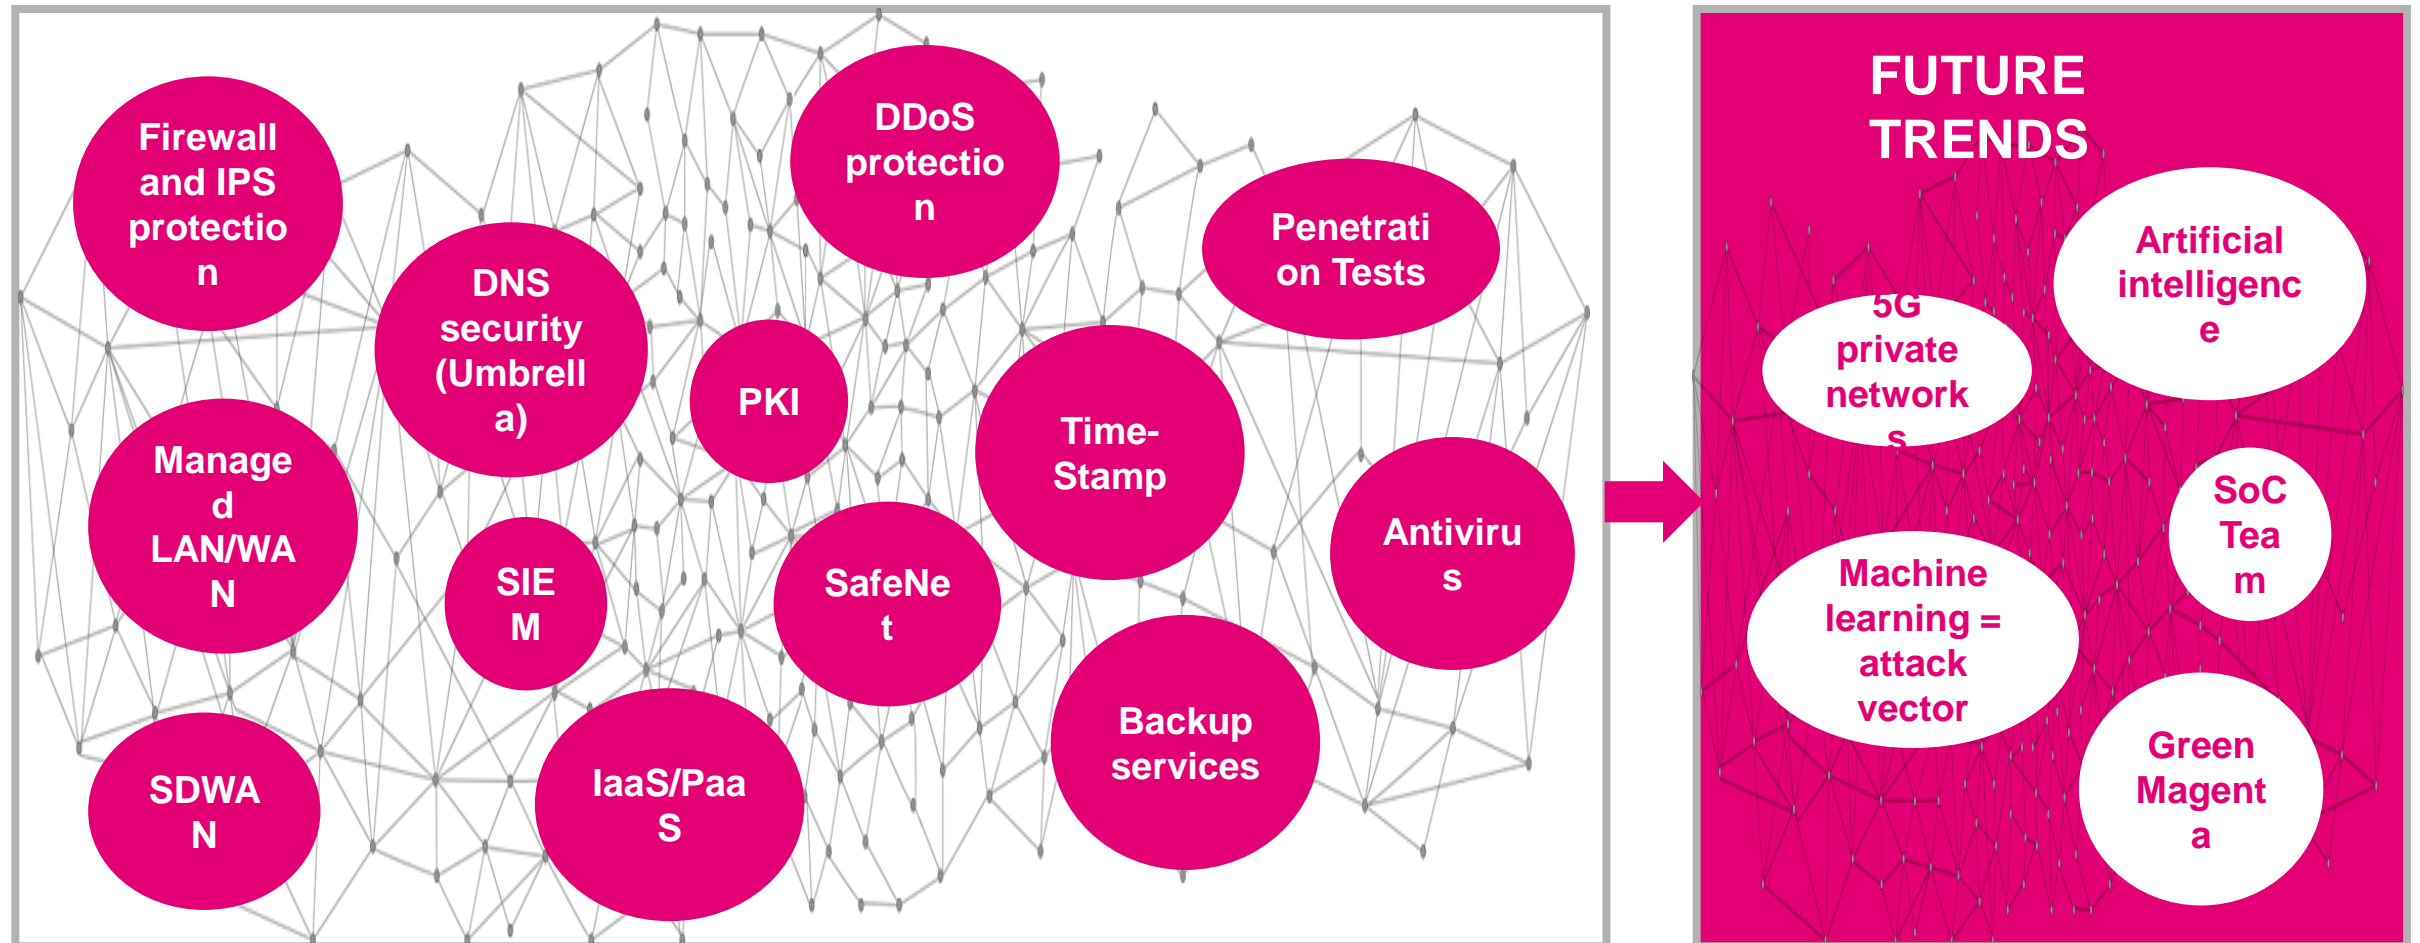 Firewall
and IPS
protectio
n
DDoS
protectio
n
Penetrati
on Tests
DNS
security
(Umbrell
a)
PKI
Time-
Stamp
Manage
d
LAN/WA
N
Antiviru
s
SIE
M
SafeNe
t
Backup
services
SDWA
N
IaaS/Paa
S
FUTURE
TRENDS
Artificial
intelligenc
e
5G
private
network
s
SoC
Tea
m
Machine
learning =
attack
vector
Green
Magent
a